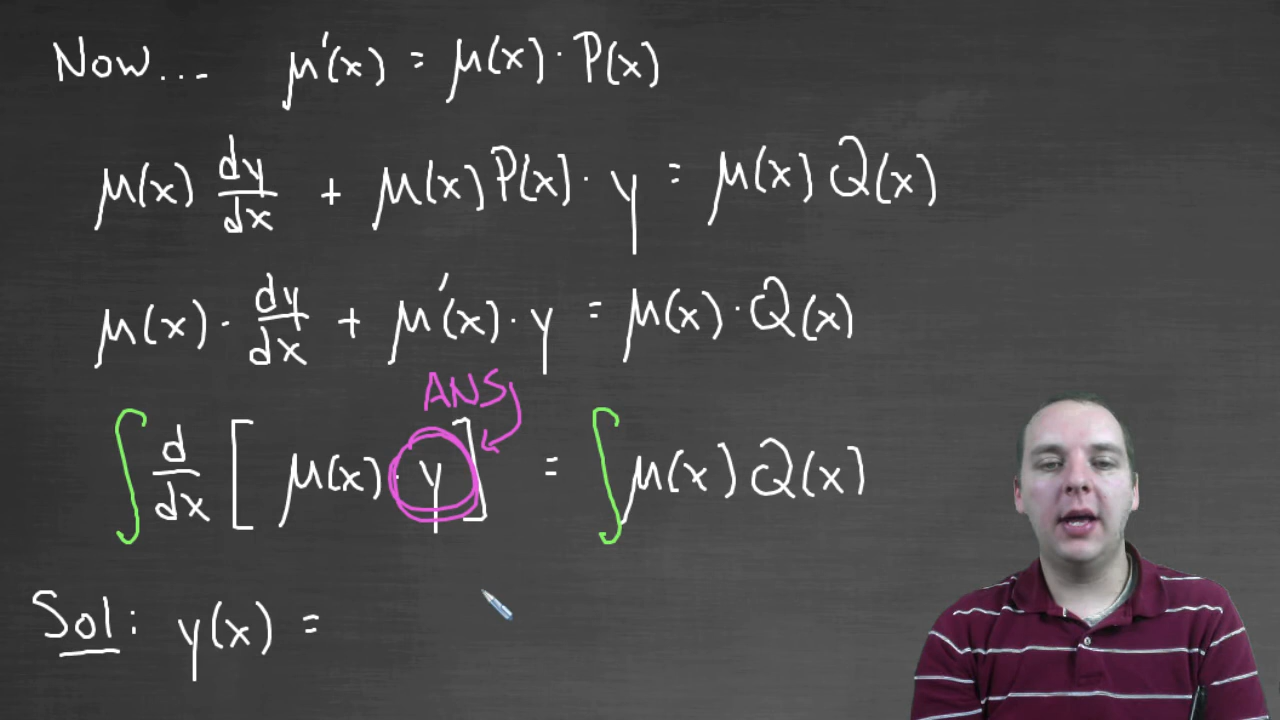 Now... μ'(x) = μ(x) · P(x)
μ(x) dy/dx + μ(x) P(x) · y = μ(x) Q(x)
μ(x) · dy/dx + μ'(x) · y = μ(x) · Q(x)
ANS
∫ d/dx [ μ(x) · y ] = ∫ μ(x) Q(x)
Sol: y(x) =